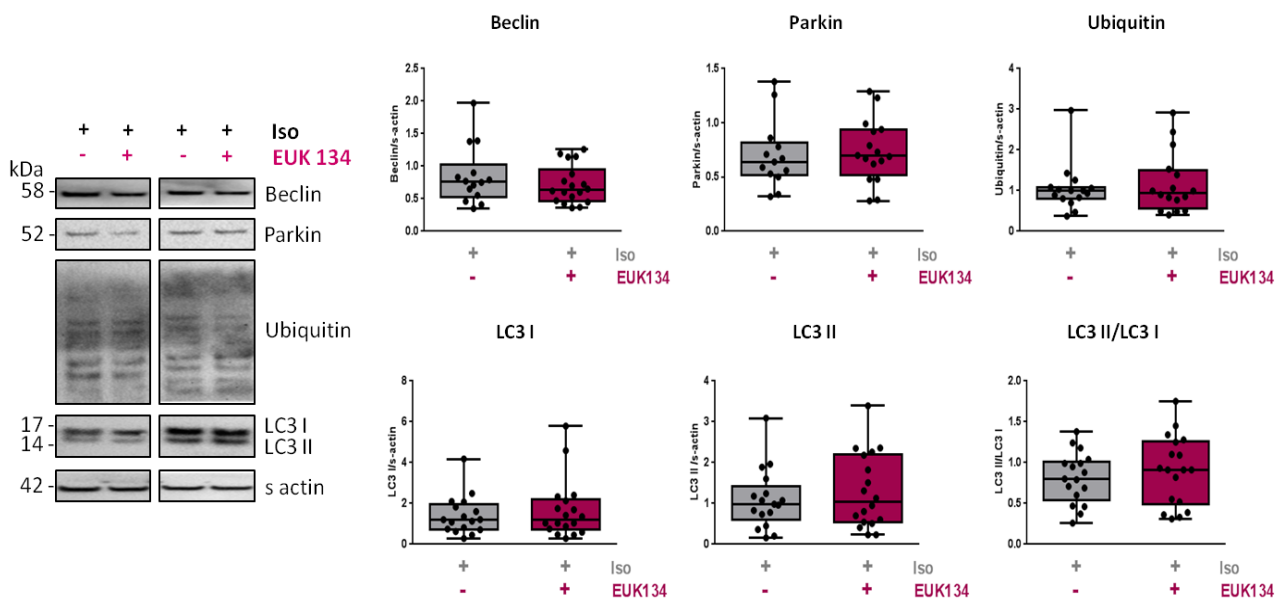 + + + + Iso
- + - + EUK 134
kDa
58 - Beclin
52 - Parkin
Ubiquitin
17 - LC3 I
14 - LC3 II
42 - s actin
Beclin
Beclin/s-actin
2.5
2.0
1.5
1.0
0.5
0.0
+ + Iso
- + EUK134
Parkin
Parkin/s-actin
1.5
1.0
0.5
0.0
+ + Iso
- + EUK134
Ubiquitin
Ubiquitin/s-actin
4
3
2
1
0
+ + Iso
- + EUK134
LC3 I
LC3 I/s-actin
8
6
4
2
0
+ + Iso
- + EUK134
LC3 II
LC3 II /s-actin
4
3
2
1
0
+ + Iso
- + EUK134
LC3 II/LC3 I
LC3 II/LC3 I
2.0
1.5
1.0
0.5
0.0
+ + Iso
- + EUK134